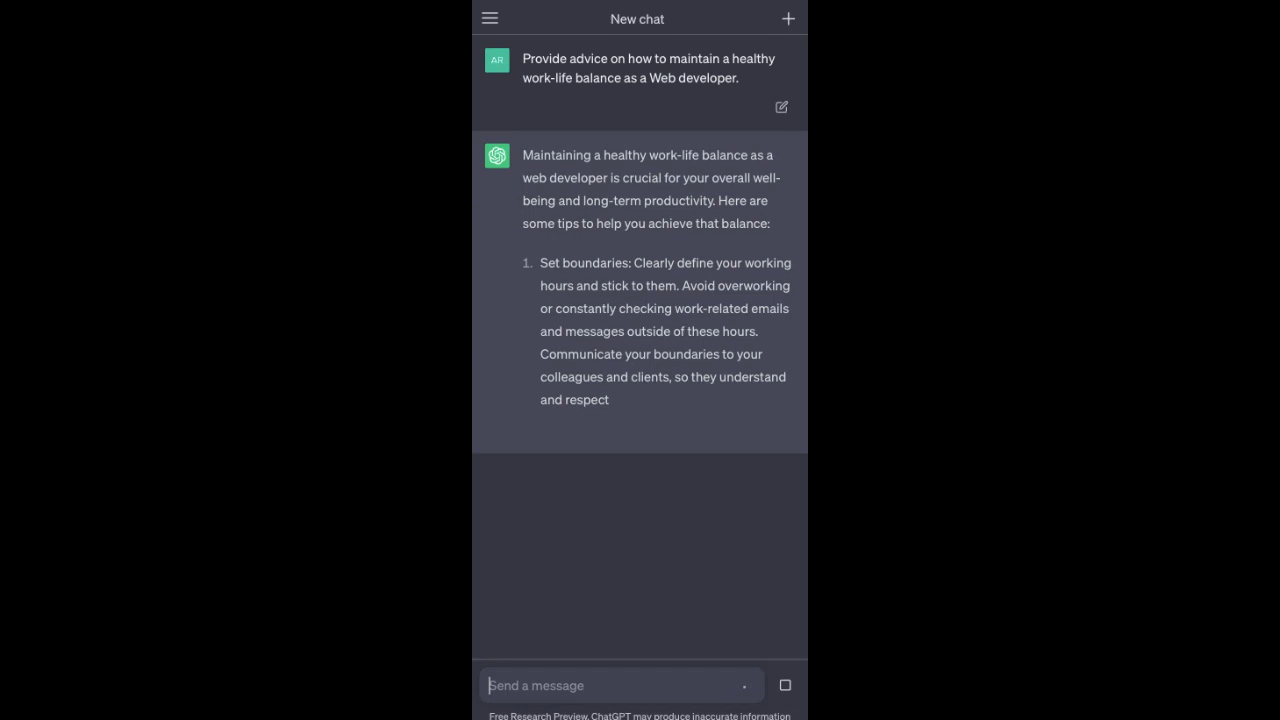 New chat
AR
Provide advice on how to maintain a healthy
work-life balance as a Web developer.
Maintaining a healthy work-life balance as a
web developer is crucial for your overall well-
being and long-term productivity. Here are
some tips to help you achieve that balance:
1. Set boundaries: Clearly define your working
hours and stick to them. Avoid overworking
or constantly checking work-related emails
and messages outside of these hours.
Communicate your boundaries to your
colleagues and clients, so they understand
and respect
Send a message
Free Research Preview. ChatGPT may produce inaccurate information